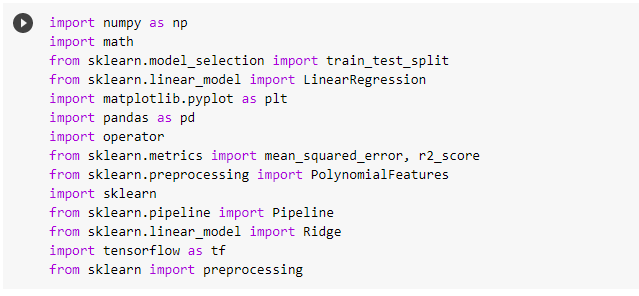 import numpy as np
import math
from sklearn.model_selection import train_test_split
from sklearn.linear_model import LinearRegression
import matplotlib.pyplot as plt
import pandas as pd
import operator
from sklearn.metrics import mean_squared_error, r2_score
from sklearn.preprocessing import PolynomialFeatures
import sklearn
from sklearn.pipeline import Pipeline
from sklearn.linear_model import Ridge
import tensorflow as tf
from sklearn import preprocessing